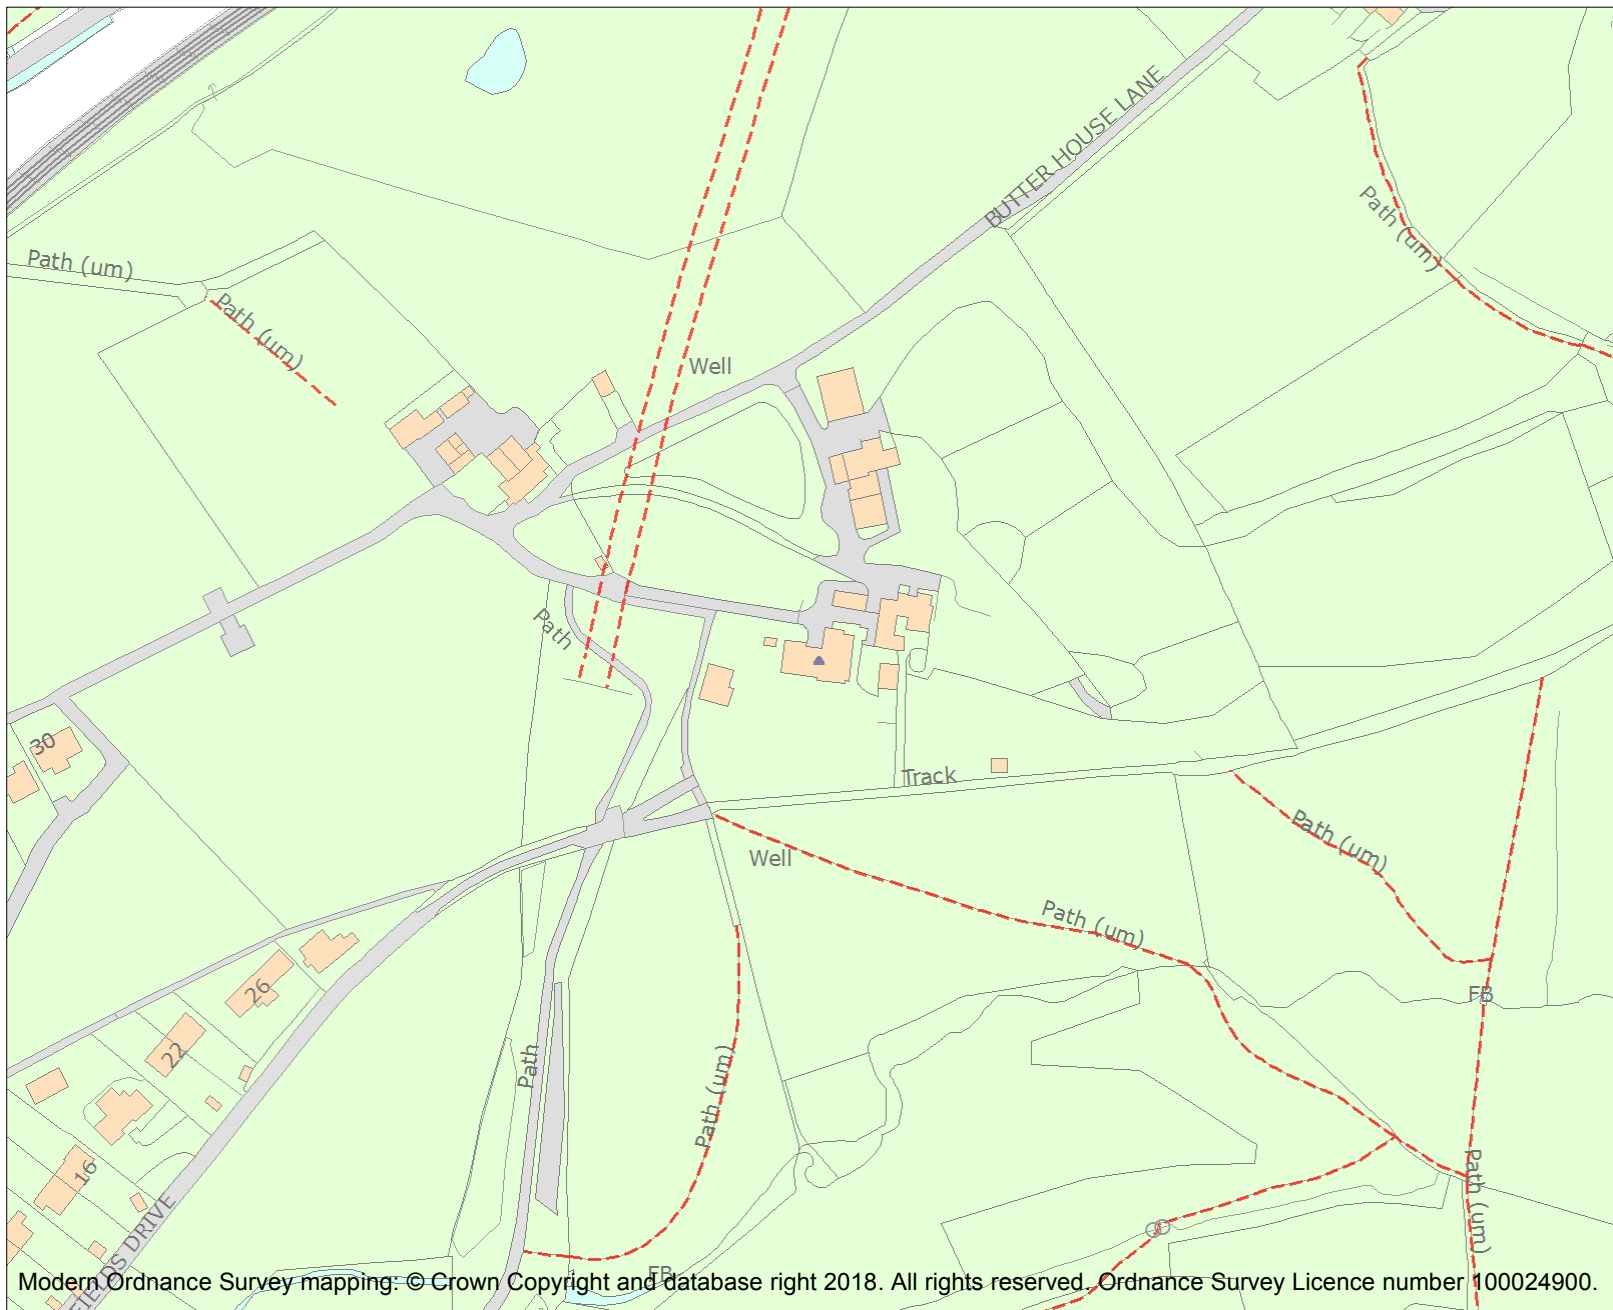 BUTTER HOUSE LANE
Path (um)
Path (um)
Path (um)
Well
Path
30
Track
Path (um)
Well
Path (um)
26
FB
22
Path
Path (um)
16
Path (um)
FIELDS DRIVE
FB
Modern Ordnance Survey mapping: © Crown Copyright and database right 2018. All rights reserved. Ordnance Survey Licence number 100024900.